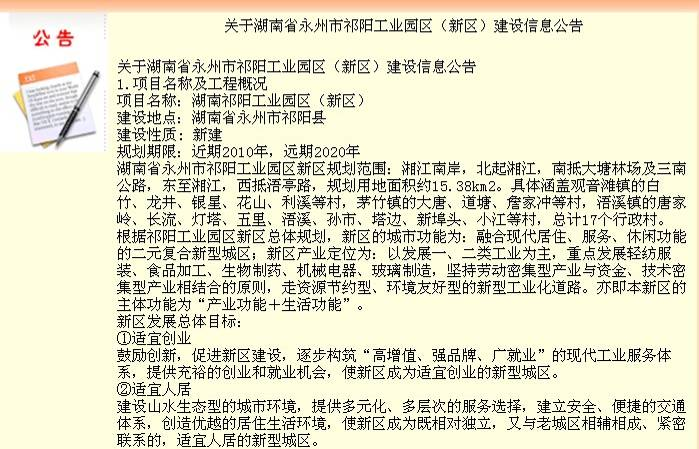 关于湖南省永州市祁阳工业园区（新区）建设信息公告
公告
关于湖南省永州市祁阳工业园区（新区）建设信息公告
1.项目名称及工程概况
项目名称：湖南祁阳工业园区（新区）
建设地点：湖南省永州市祁阳县
建设性质：新建
规划期限：近期2010年，远期2020年
湖南省永州市祁阳工业园区新区规划范围：湘江南岸，北起湘江，南抵大塘林场及三南
公路，东至湘江，西抵浯亭路，规划用地面积约15.38km2。具体涵盖观音滩镇的白
竹、龙井、银星、花山、利溪等村，茅竹镇的大唐、道塘、詹家冲等村，浯溪镇的唐家
岭、长流、灯塔、五里、浯溪、孙市、塔边、新埠头、小江等村，总计17个行政村。
根据祁阳工业园区新区总体规划，新区的城市功能为：融合现代居住、服务、休闲功能
的二元复合新型城区；新区产业定位为：以发展一、二类工业为主，重点发展轻纺服
装、食品加工、生物制药、机械电器、玻璃制造，坚持劳动密集型产业与资金、技术密
集型产业相结合的原则，走资源节约型、环境友好型的新型工业化道路。亦即本新区的
主体功能为“产业功能＋生活功能”。
新区发展总体目标：
①适宜创业
鼓励创新，促进新区建设，逐步构筑“高增值、强品牌、广就业”的现代工业服务体
系，提供充裕的创业和就业机会，使新区成为适宜创业的新型城区。
②适宜人居
建设山水生态型的城市环境，提供多元化、多层次的服务选择，建立安全、便捷的交通
体系，创造优越的居住生活环境，使新区成为既相对独立，又与老城区相辅相成、紧密
联系的，适宜人居的新型城区。